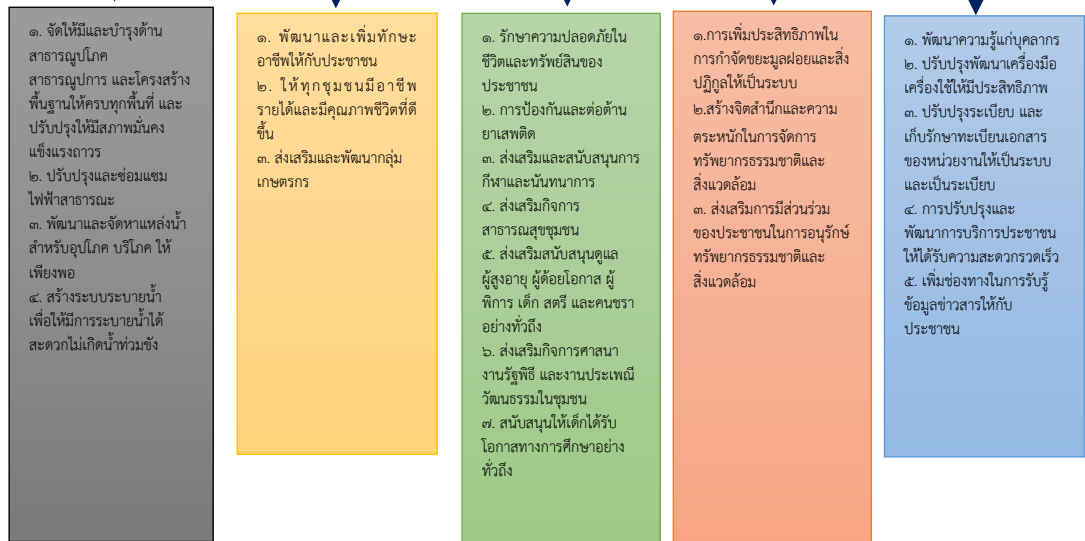 ๑. จัดให้มีและบำรุงด้าน
สาธารณูปโภค
สาธารณูปการ และโครงสร้าง
พื้นฐานให้ครบทุกพื้นที่ และ
ปรับปรุงให้มีสภาพมั่นคง
แข็งแรงถาวร
๒. ปรับปรุงและซ่อมแซม
ไฟฟ้าสาธารณะ
๓. พัฒนาและจัดหาแหล่งน้ำ
สำหรับอุปโภค บริโภค ให้
เพียงพอ
๔. สร้างระบบระบายน้ำ
เพื่อให้มีการระบายน้ำได้
สะดวกไม่เกิดน้ำท่วมขัง
๑. พัฒนาและเพิ่มทักษะ
อาชีพให้กับประชาชน
๒. ให้ทุกชุมชนมีอาชีพ
รายได้และมีคุณภาพชีวิตที่ดี
ขึ้น
๓. ส่งเสริมและพัฒนากลุ่ม
เกษตรกร
๑. รักษาความปลอดภัยใน
ชีวิตและทรัพย์สินของ
ประชาชน
๒. การป้องกันและต่อต้าน
ยาเสพติด
๓. ส่งเสริมและสนับสนุนการ
กีฬาและนันทนาการ
๔. ส่งเสริมกิจการ
สาธารณสุขชุมชน
๕. ส่งเสริมสนับสนุนดูแล
ผู้สูงอายุ ผู้ด้อยโอกาส ผู้
พิการ เด็ก สตรี และคนชรา
อย่างทั่วถึง
๖. ส่งเสริมกิจการศาสนา
งานรัฐพิธี และงานประเพณี
วัฒนธรรมในชุมชน
๗. สนับสนุนให้เด็กได้รับ
โอกาสทางการศึกษาอย่าง
ทั่วถึง
๑.การเพิ่มประสิทธิภาพใน
การกำจัดขยะมูลฝอยและสิ่ง
ปฏิกูลให้เป็นระบบ
๒.สร้างจิตสำนึกและความ
ตระหนักในการจัดการ
ทรัพยากรธรรมชาติและ
สิ่งแวดล้อม
๓. ส่งเสริมการมีส่วนร่วม
ของประชาชนในการอนุรักษ์
ทรัพยากรธรรมชาติและ
สิ่งแวดล้อม
๑. พัฒนาความรู้แก่บุคลากร
๒. ปรับปรุงพัฒนาเครื่องมือ
เครื่องใช้ให้มีประสิทธิภาพ
๓. ปรับปรุงระเบียบ และ
เก็บรักษาทะเบียนเอกสาร
ของหน่วยงานให้เป็นระบบ
และเป็นระเบียบ
๔. การปรับปรุงและ
พัฒนาการบริการประชาชน
ให้ได้รับความสะดวกรวดเร็ว
๕. เพิ่มช่องทางในการรับรู้
ข้อมูลข่าวสารให้กับ
ประชาชน